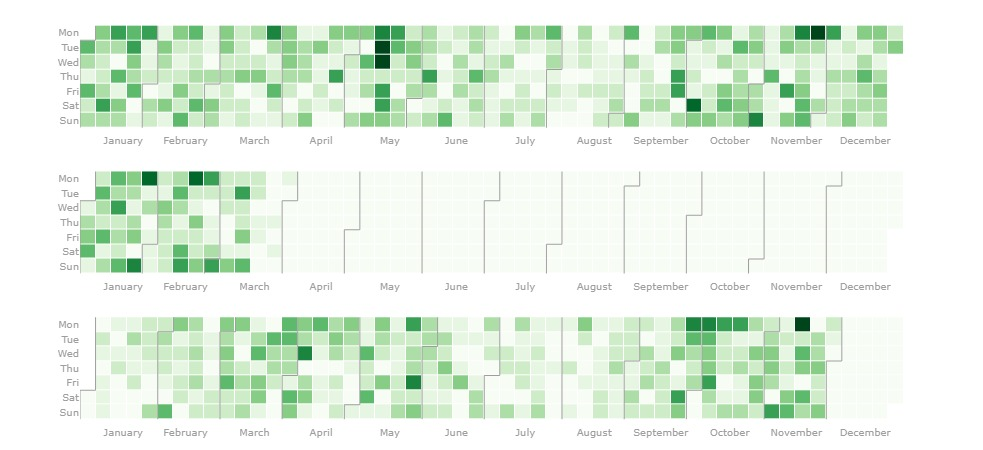 Mon
Tue
Wed
Thu
Fri
Sat
Sun
January February March April May June July August September October November December
Mon
Tue
Wed
Thu
Fri
Sat
Sun
January February March April May June July August September October November December
Mon
Tue
Wed
Thu
Fri
Sat
Sun
January February March April May June July August September October November December